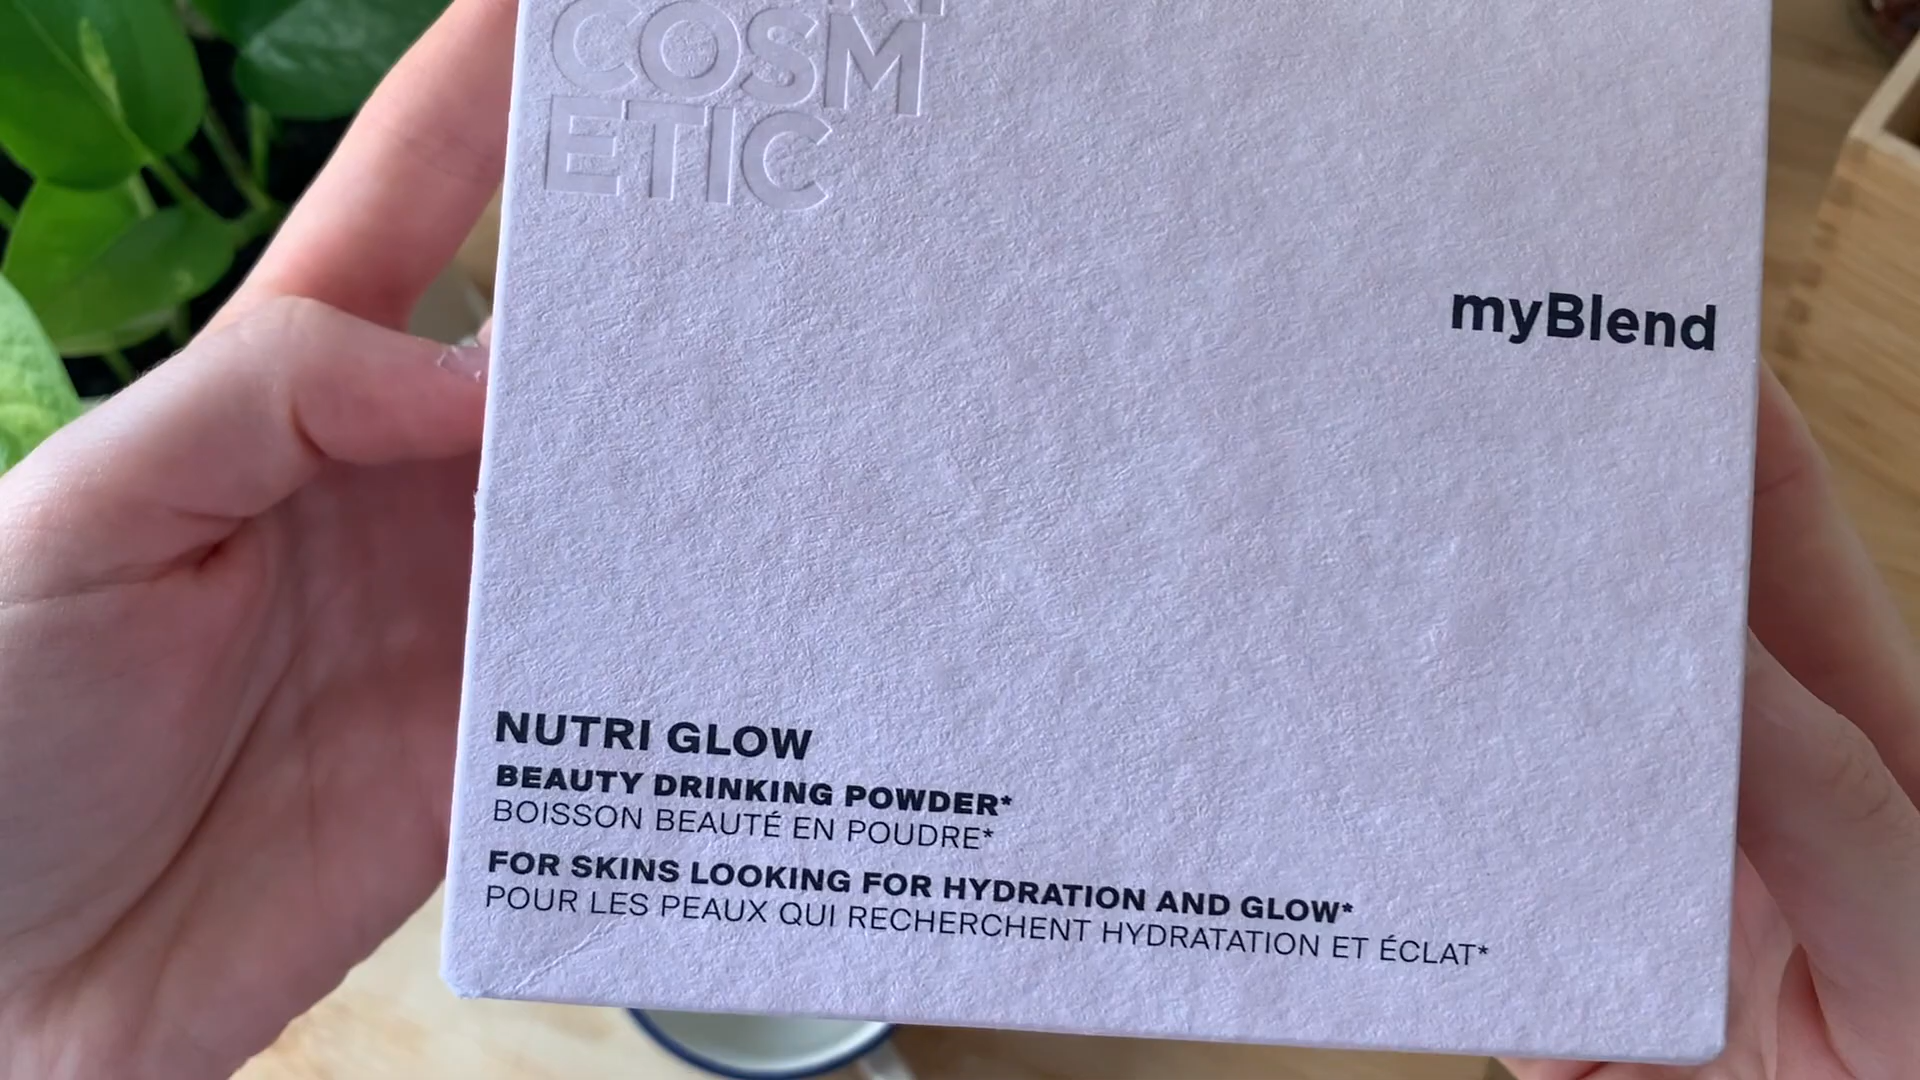 COSM
ETIC
myBlend
NUTRI GLOW
BEAUTY DRINKING POWDER*
BOISSON BEAUTÉ EN POUDRE*
FOR SKINS LOOKING FOR HYDRATION AND GLOW*
POUR LES PEAUX QUI RECHERCHENT HYDRATATION ET ÉCLAT*